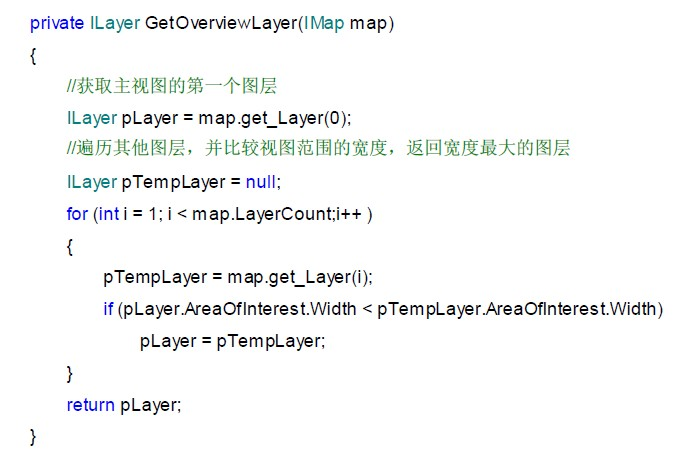 private ILayer GetOverviewLayer(IMap map)
{
//获取主视图的第一个图层
ILayer pLayer = map.get_Layer(0);
//遍历其他图层，并比较视图范围的宽度，返回宽度最大的图层
ILayer pTempLayer = null;
for (int i = 1; i < map.LayerCount;i++ )
{
pTempLayer = map.get_Layer(i);
if (pLayer.AreaOfInterest.Width < pTempLayer.AreaOfInterest.Width)
pLayer = pTempLayer;
}
return pLayer;
}